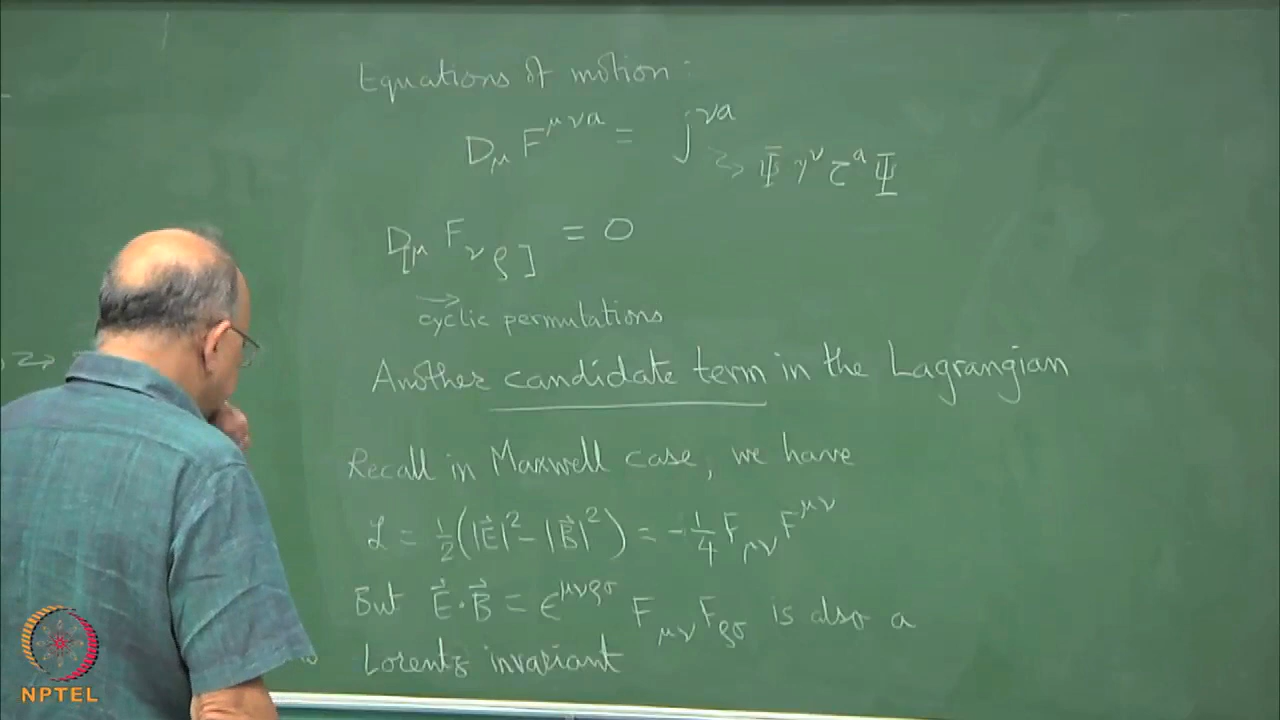 Equations of motion :
D_μ F^{μνa} = j^{νa}
→ Ψ̄ γ^ν τ^a Ψ
D_{[μ} F_{νρ]} = 0
cyclic permutations
Another candidate term in the Lagrangian
Recall in Maxwell case, we have
ℒ = ½(|E⃗|² − |B⃗|²) = −¼ F_{μν}F^{μν}
But E⃗·B⃗ = ϵ^{μνρσ} F_{μν}F_{ρσ} is also a
Lorentz invariant
NPTEL